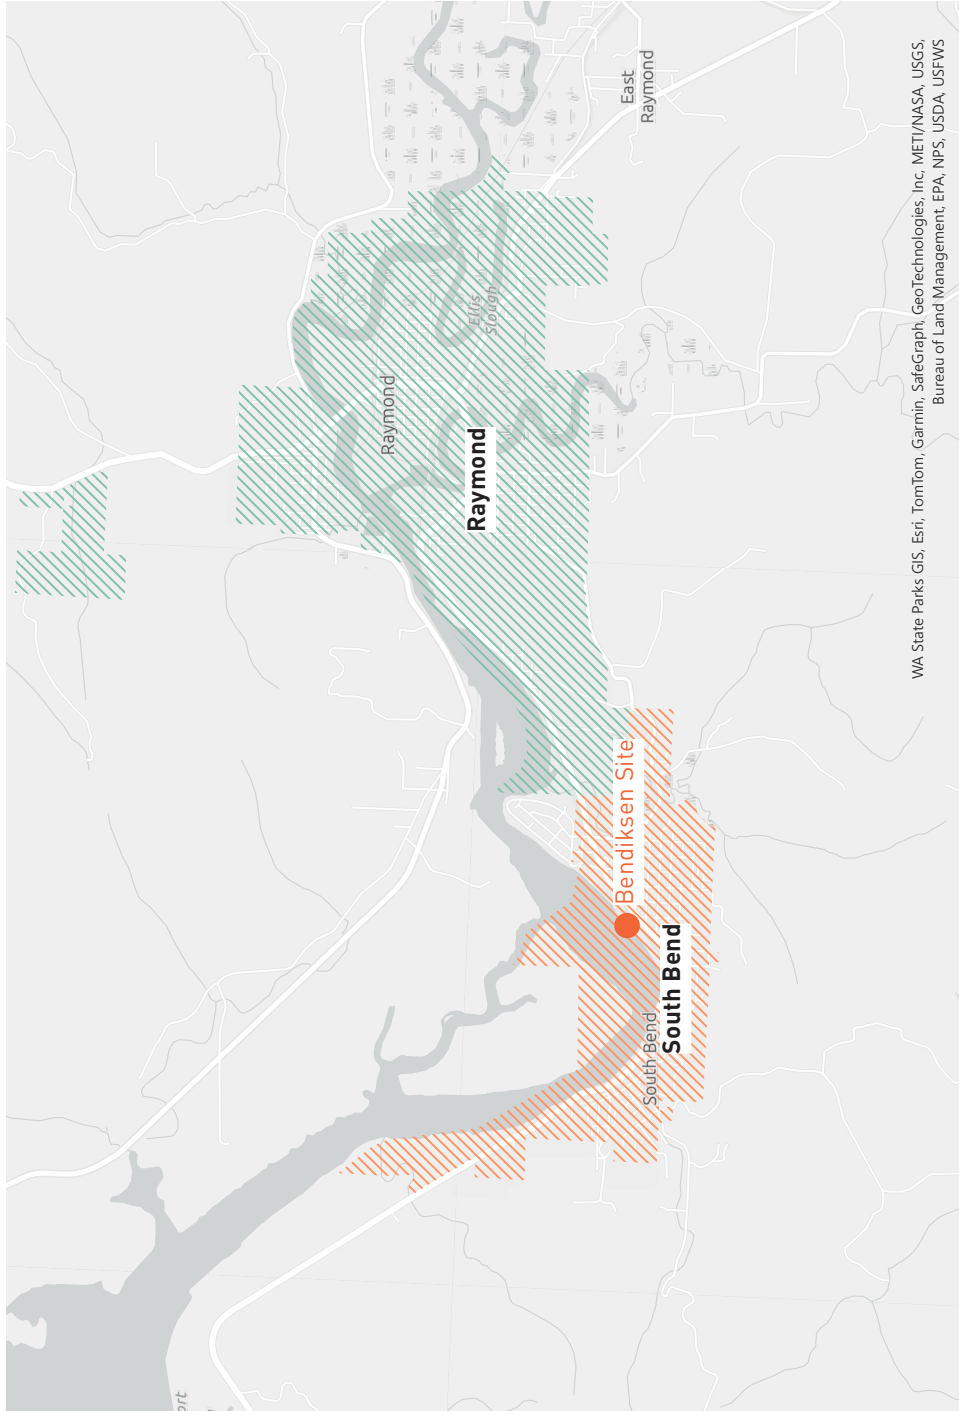 East
Raymond
Ellis
Slough
Raymond
Raymond
Bendiksen Site
South Bend
South Bend
ort
WA State Parks GIS, Esri, TomTom, Garmin, SafeGraph, GeoTechnologies, Inc, METI/NASA, USGS,
Bureau of Land Management, EPA, NPS, USDA, USFWS